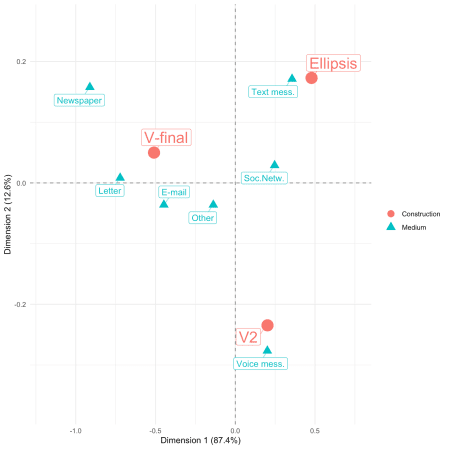 Ellipsis
0.2
Text mess.
Newspaper
V-final
Soc.Netw.
0.0
Letter
E-mail
Other
Construction
Medium
Dimension 2 (12.6%)
-0.2
V2
Voice mess.
-1.0
-0.5
0.0
0.5
Dimension 1 (87.4%)